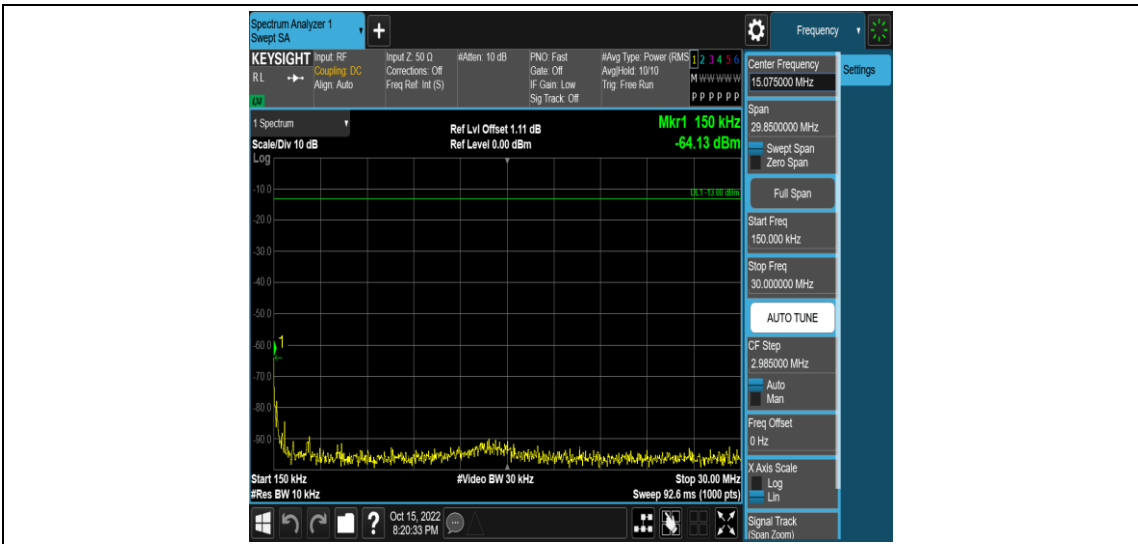 Spectrum Analyzer 1
Swept SA
+
Frequency
KEYSIGHT
RL
LXI
Input: RF
Coupling: DC
Align: Auto
Input Z: 50 Ω
Corrections: Off
Freq Ref: Int (S)
#Atten: 10 dB
PNO: Fast
Gate: Off
IF Gain: Low
Sig Track: Off
#Avg Type: Power (RMS
Avg|Hold: 10/10
Trig: Free Run
1 2 3 4 5 6
M W W W W W
P P P P P P
1 Spectrum
Scale/Div 10 dB
Log
Ref Lvl Offset 1.11 dB
Ref Level 0.00 dBm
Mkr1 150 kHz
-64.13 dBm
DL1 -13.00 dBm
-10.0
-20.0
-30.0
-40.0
-50.0
-60.0
1
-70.0
-80.0
-90.0
Start 150 kHz
#Res BW 10 kHz
#Video BW 30 kHz
Stop 30.00 MHz
Sweep 92.6 ms (1000 pts)
Center Frequency
15.075000 MHz
Settings
Span
29.8500000 MHz
Swept Span
Zero Span
Full Span
Start Freq
150.000 kHz
Stop Freq
30.000000 MHz
AUTO TUNE
CF Step
2.985000 MHz
Auto
Man
Freq Offset
0 Hz
X Axis Scale
Log
Lin
Signal Track
(Span Zoom)
?
Oct 15, 2022
8:20:33 PM